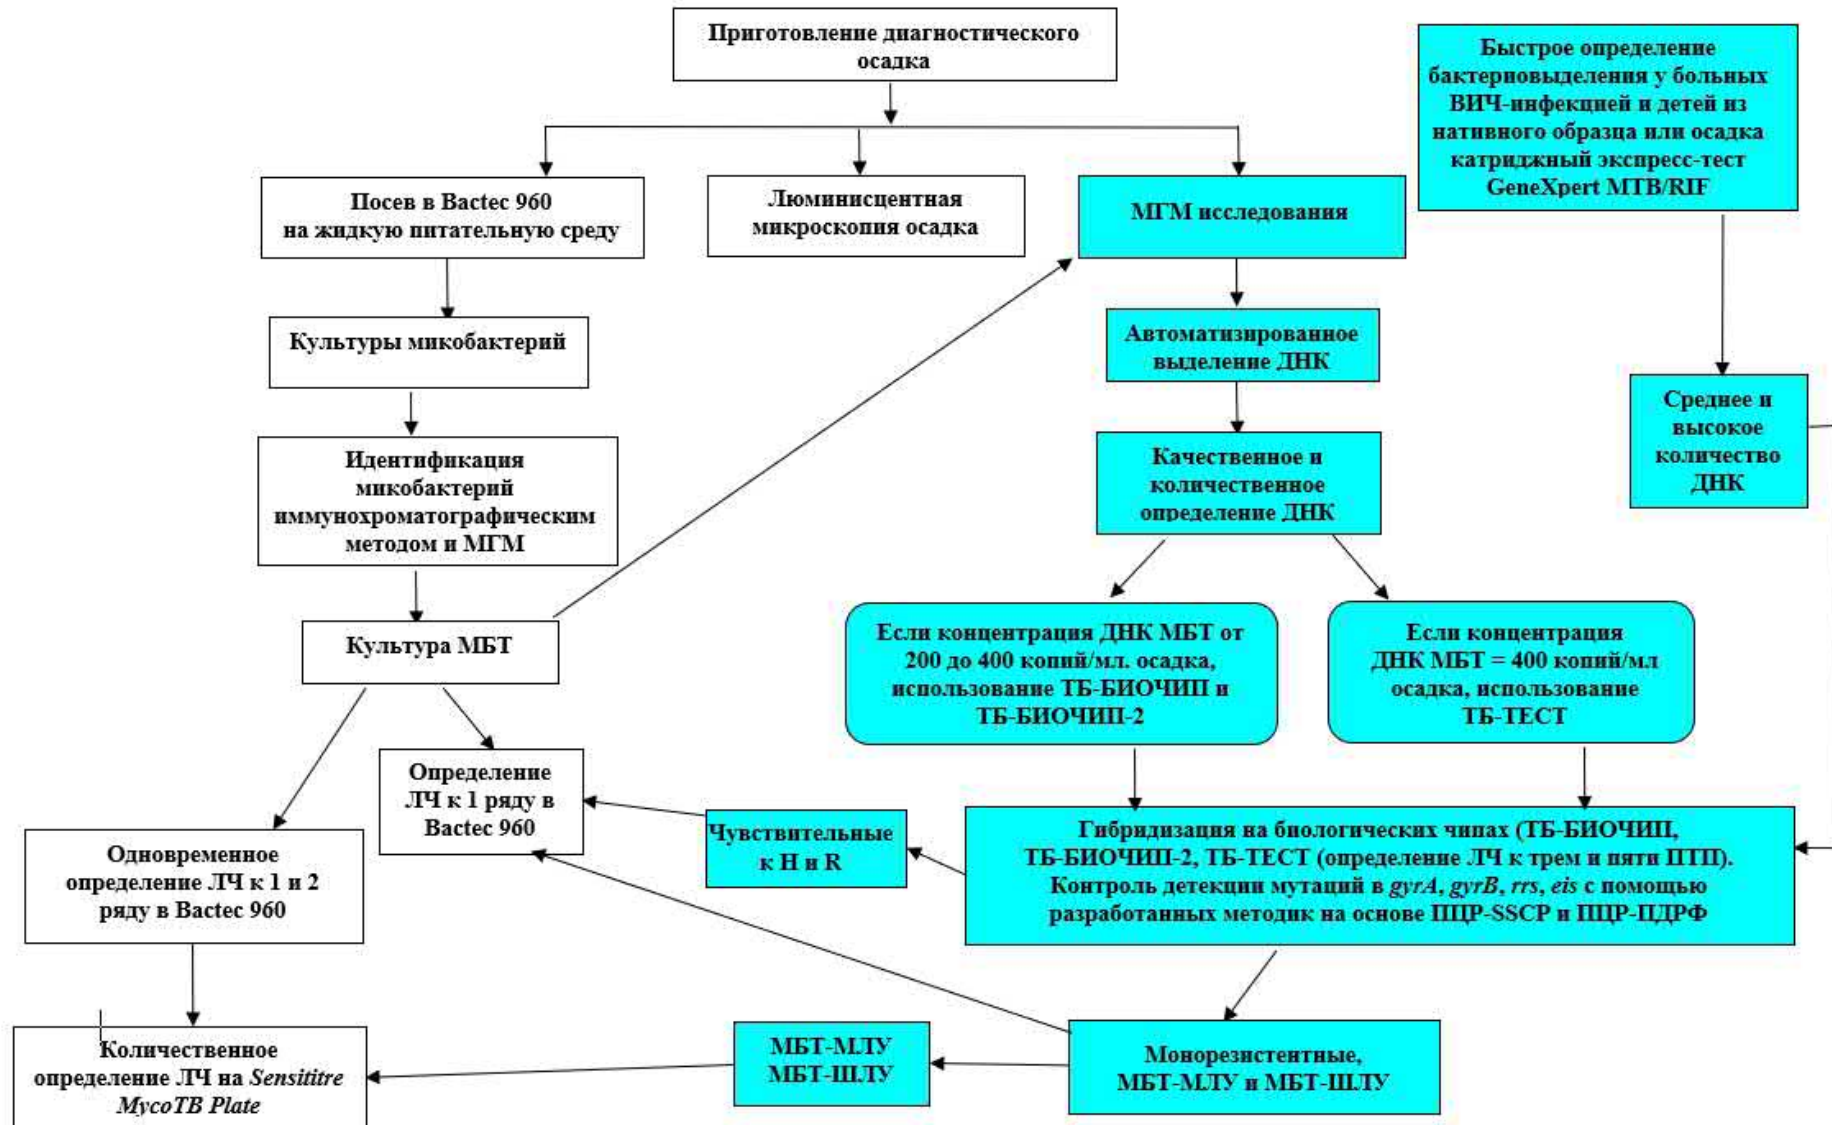 Приготовление диагностического
осадка
Быстрое определение
бактериовыделения у больных
ВИЧ-инфекцией и детей из
нативного образца или осадка
катриджный экспресс-тест
GeneXpert MTB/RIF
Посев в Bactec 960
на жидкую питательную среду
Люминисцентная
микроскопия осадка
МГМ исследования
Культуры микобактерий
Автоматизированное
выделение ДНК
Среднее и
высокое
количество
ДНК
Идентификация
микобактерий
иммунохроматографическим
методом и МГМ
Качественное и
количественное
определение ДНК
Культура МБТ
Если концентрация ДНК МБТ от
200 до 400 копий/мл. осадка,
использование ТБ-БИОЧИП и
ТБ-БИОЧИП-2
Если концентрация
ДНК МБТ = 400 копий/мл
осадка, использование
ТБ-ТЕСТ
Определение
ЛЧ к 1 ряду в
Bactec 960
Чувствительные
к H и R
Гибридизация на биологических чипах (ТБ-БИОЧИП,
ТБ-БИОЧИП-2, ТБ-ТЕСТ (определение ЛЧ к трем и пяти ПТП).
Контроль детекции мутаций в gyrA, gyrB, rrs, eis с помощью
разработанных методик на основе ПЦР-SSCP и ПЦР-ПДРФ
Одновременное
определение ЛЧ к 1 и 2
ряду в Bactec 960
Количественное
определение ЛЧ на Sensititre
MycoTB Plate
МБТ-МЛУ
МБТ-ШЛУ
Монорезистентные,
МБТ-МЛУ и МБТ-ШЛУ